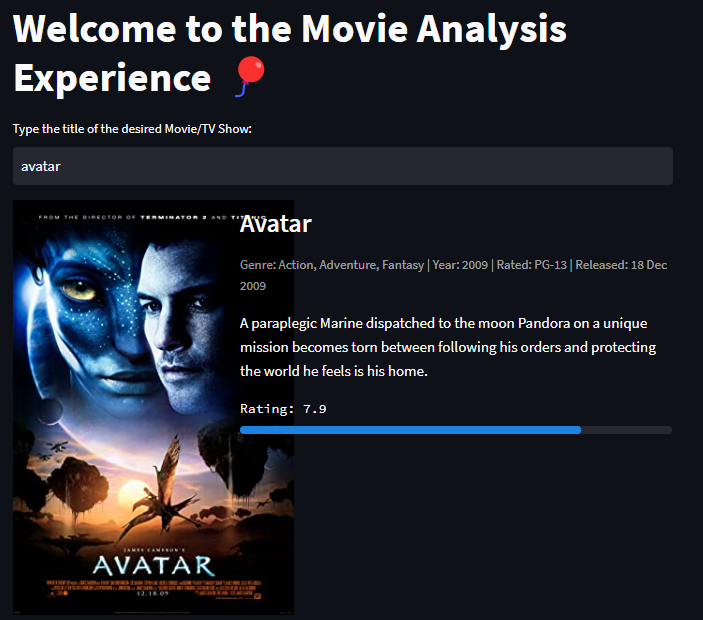 Welcome to the Movie Analysis
Experience
Type the title of the desired Movie/TV Show:
avatar
FROM THE DIRECTOR OF TERMINATOR 2 AND TITANIC
Avatar
Genre: Action, Adventure, Fantasy | Year: 2009 | Rated: PG-13 | Released: 18 Dec
2009
A paraplegic Marine dispatched to the moon Pandora on a unique
mission becomes torn between following his orders and protecting
the world he feels is his home.
Rating: 7.9
JAMES CAMERON'S
AVATAR
12.18.09